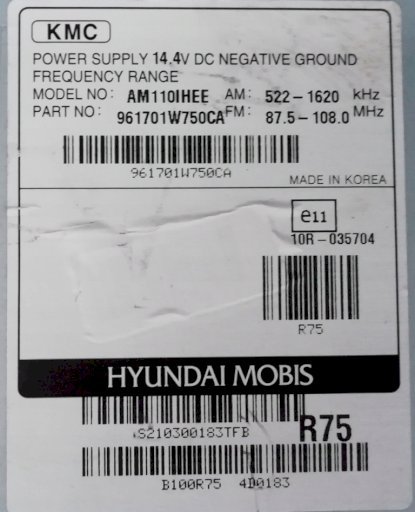 KMC
POWER SUPPLY 14.4V DC NEGATIVE GROUND
FREQUENCY RANGE
MODEL NO: AM110IHEE AM: 522-1620 kHz
PART NO: 961701W750CA FM: 87.5-108.0 MHz
961701W750CA
MADE IN KOREA
e11
10R-035704
R75
HYUNDAI MOBIS
S210300183TFB R75
B100R75 4D0183